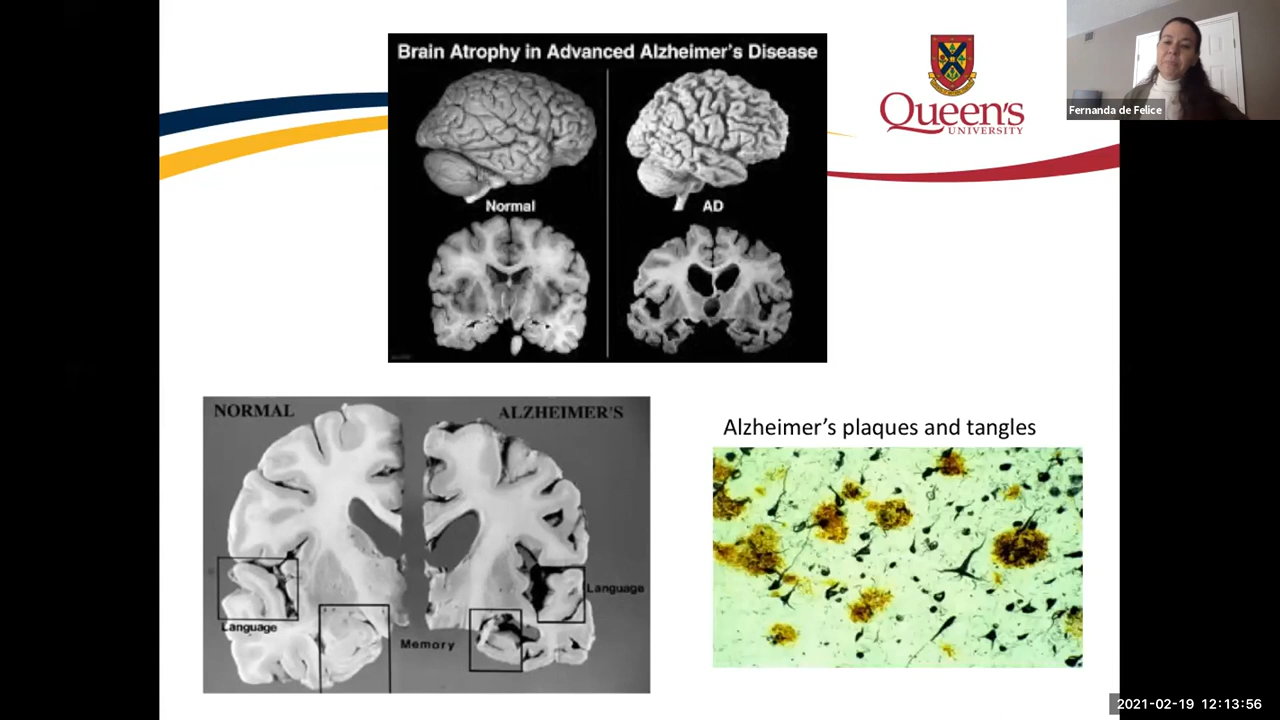 Brain Atrophy in Advanced Alzheimer's Disease
Normal
AD
Queen's
UNIVERSITY
Fernanda de Felice
NORMAL
ALZHEIMER'S
Language
Memory
Language
Alzheimer's plaques and tangles
2021-02-19 12:13:56